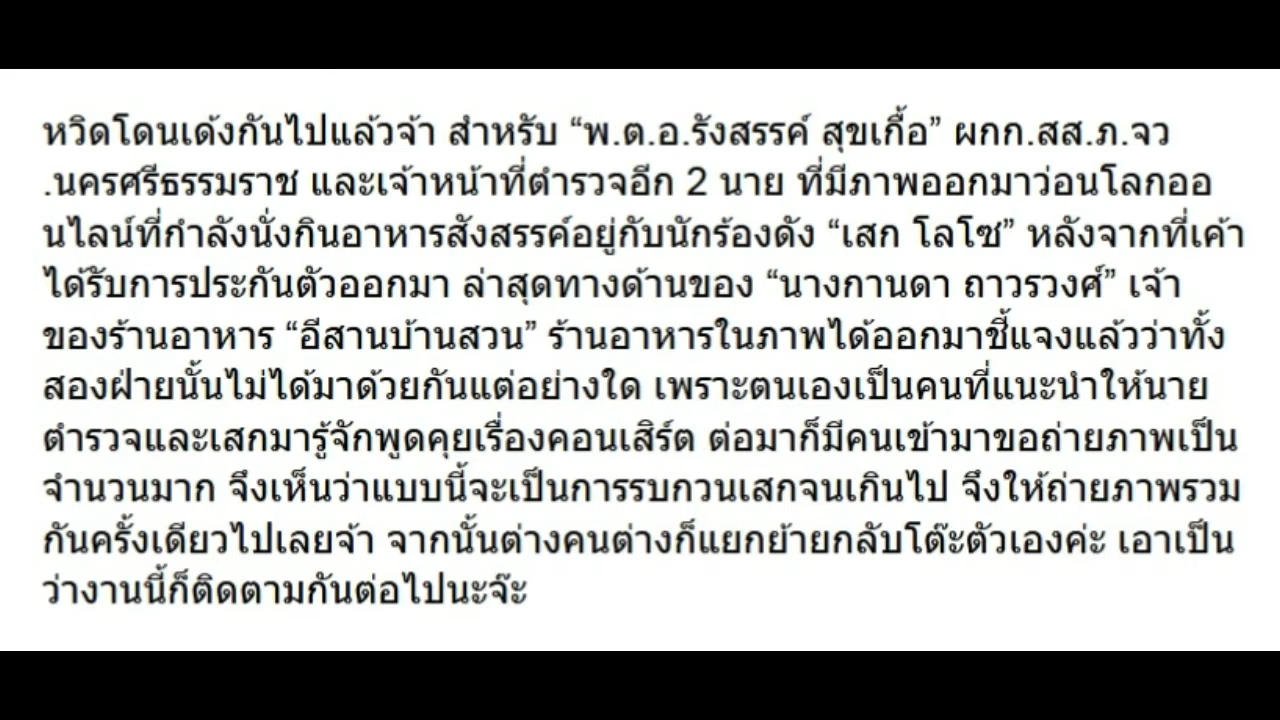 หวิดโดนเด้งกันไปแล้วจ้า สำหรับ “พ.ต.อ.รังสรรค์ สุขเกื้อ” ผกก.สส.ภ.จว
.นครศรีธรรมราช และเจ้าหน้าที่ตำรวจอีก 2 นาย ที่มีภาพออกมาว่อนโลกออ
นไลน์ที่กำลังนั่งกินอาหารสังสรรค์อยู่กับนักร้องดัง “เสก โลโซ” หลังจากที่เค้า
ได้รับการประกันตัวออกมา ล่าสุดทางด้านของ “นางกานดา ถาวรวงศ์” เจ้า
ของร้านอาหาร “อีสานบ้านสวน” ร้านอาหารในภาพได้ออกมาชี้แจงแล้วว่าทั้ง
สองฝ่ายนั้นไม่ได้มาด้วยกันแต่อย่างใด เพราะตนเองเป็นคนที่แนะนำให้นาย
ตำรวจและเสกมารู้จักพูดคุยเรื่องคอนเสิร์ต ต่อมาก็มีคนเข้ามาขอถ่ายภาพเป็น
จำนวนมาก จึงเห็นว่าแบบนี้จะเป็นการรบกวนเสกจนเกินไป จึงให้ถ่ายภาพรวม
กันครั้งเดียวไปเลยจ้า จากนั้นต่างคนต่างก็แยกย้ายกลับโต๊ะตัวเองค่ะ เอาเป็น
ว่างานนี้ก็ติดตามกันต่อไปนะจ๊ะ